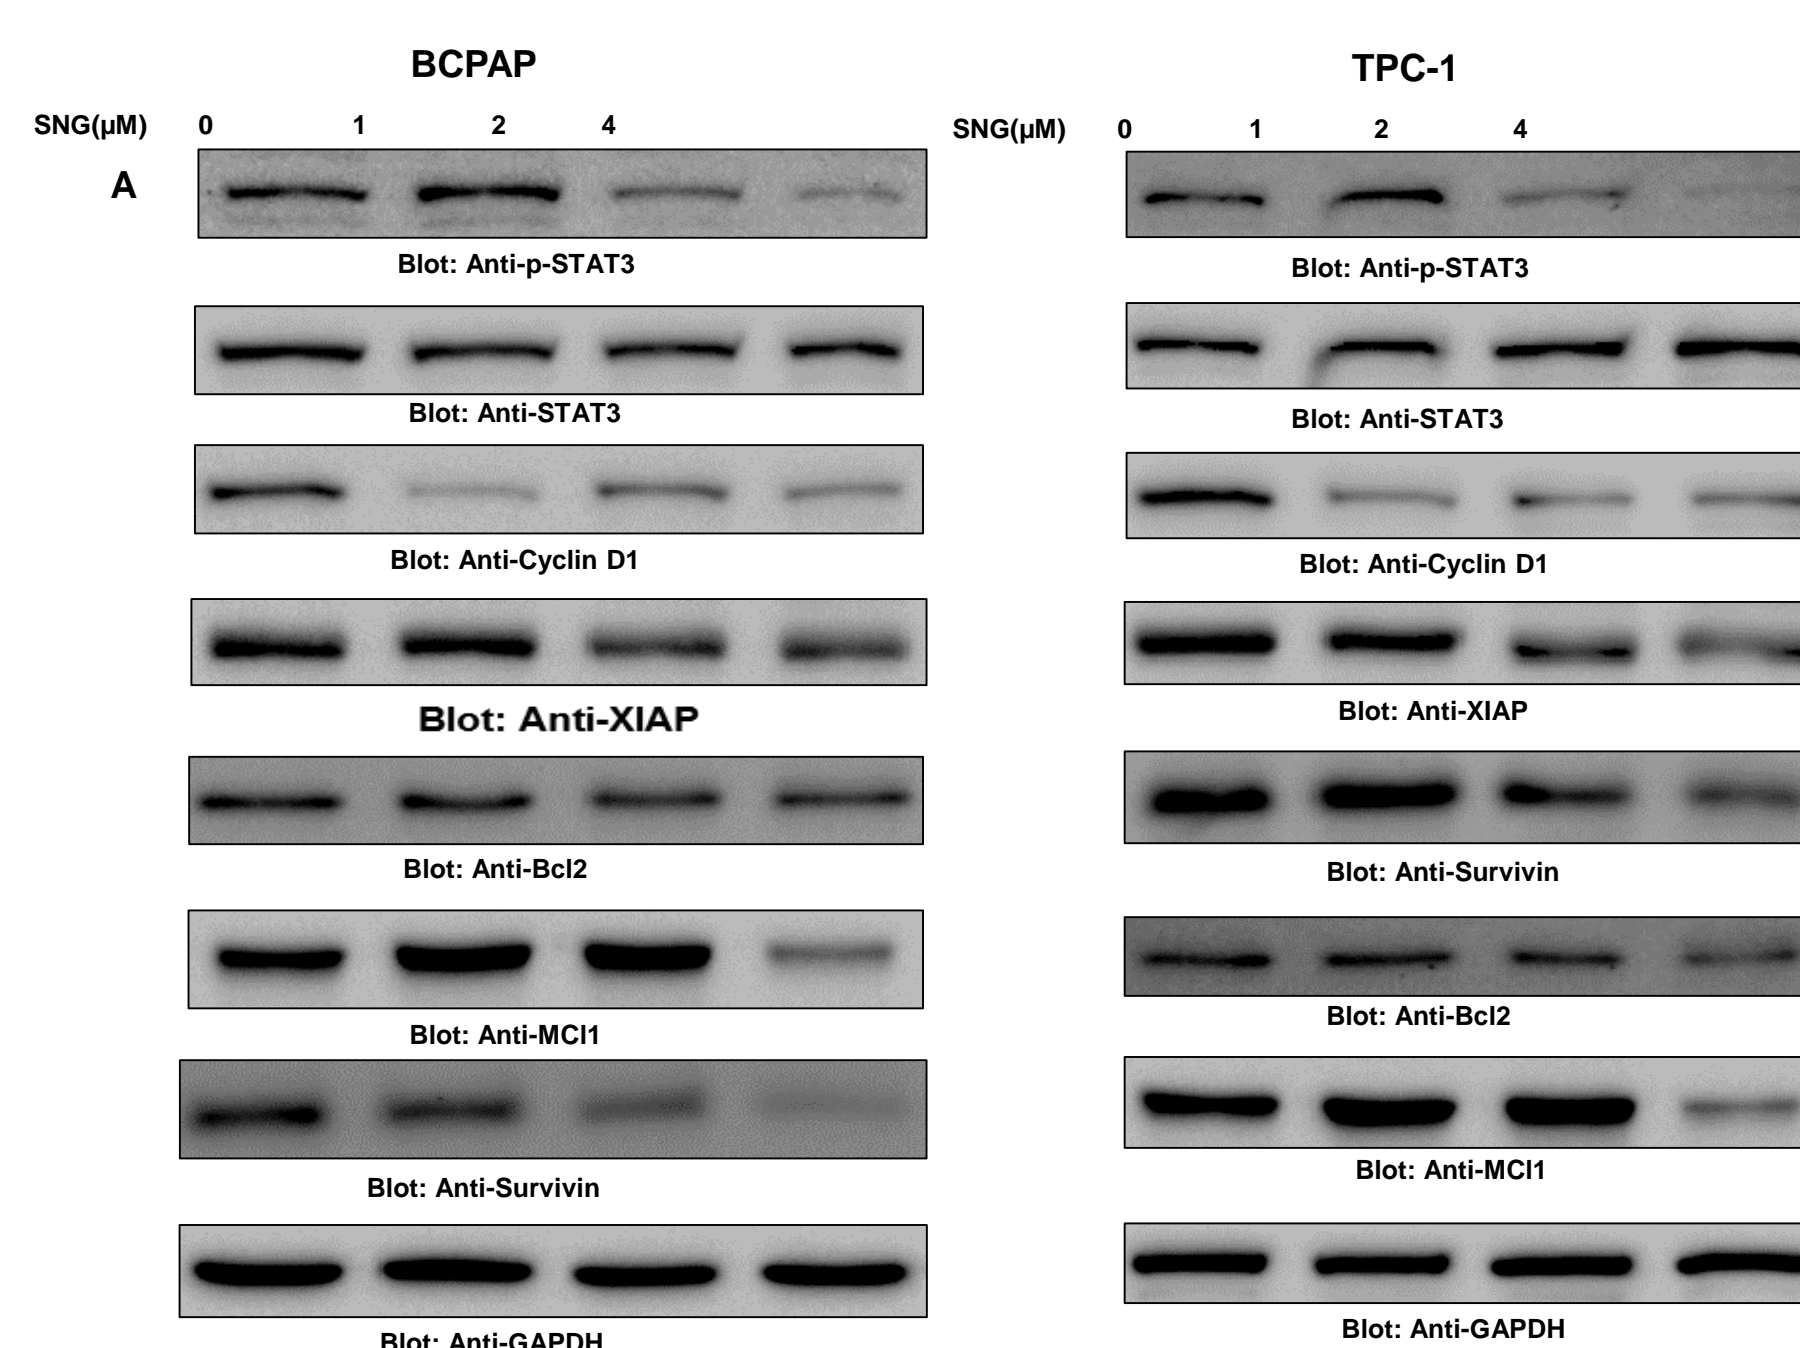 BCPAP
SNG(µM) 0 1 2 4
A
Blot: Anti-p-STAT3
Blot: Anti-STAT3
Blot: Anti-Cyclin D1
Blot: Anti-XIAP
Blot: Anti-Bcl2
Blot: Anti-MCl1
Blot: Anti-Survivin
Blot: Anti-GAPDH
TPC-1
SNG(µM) 0 1 2 4
Blot: Anti-p-STAT3
Blot: Anti-STAT3
Blot: Anti-Cyclin D1
Blot: Anti-XIAP
Blot: Anti-Survivin
Blot: Anti-Bcl2
Blot: Anti-MCl1
Blot: Anti-GAPDH